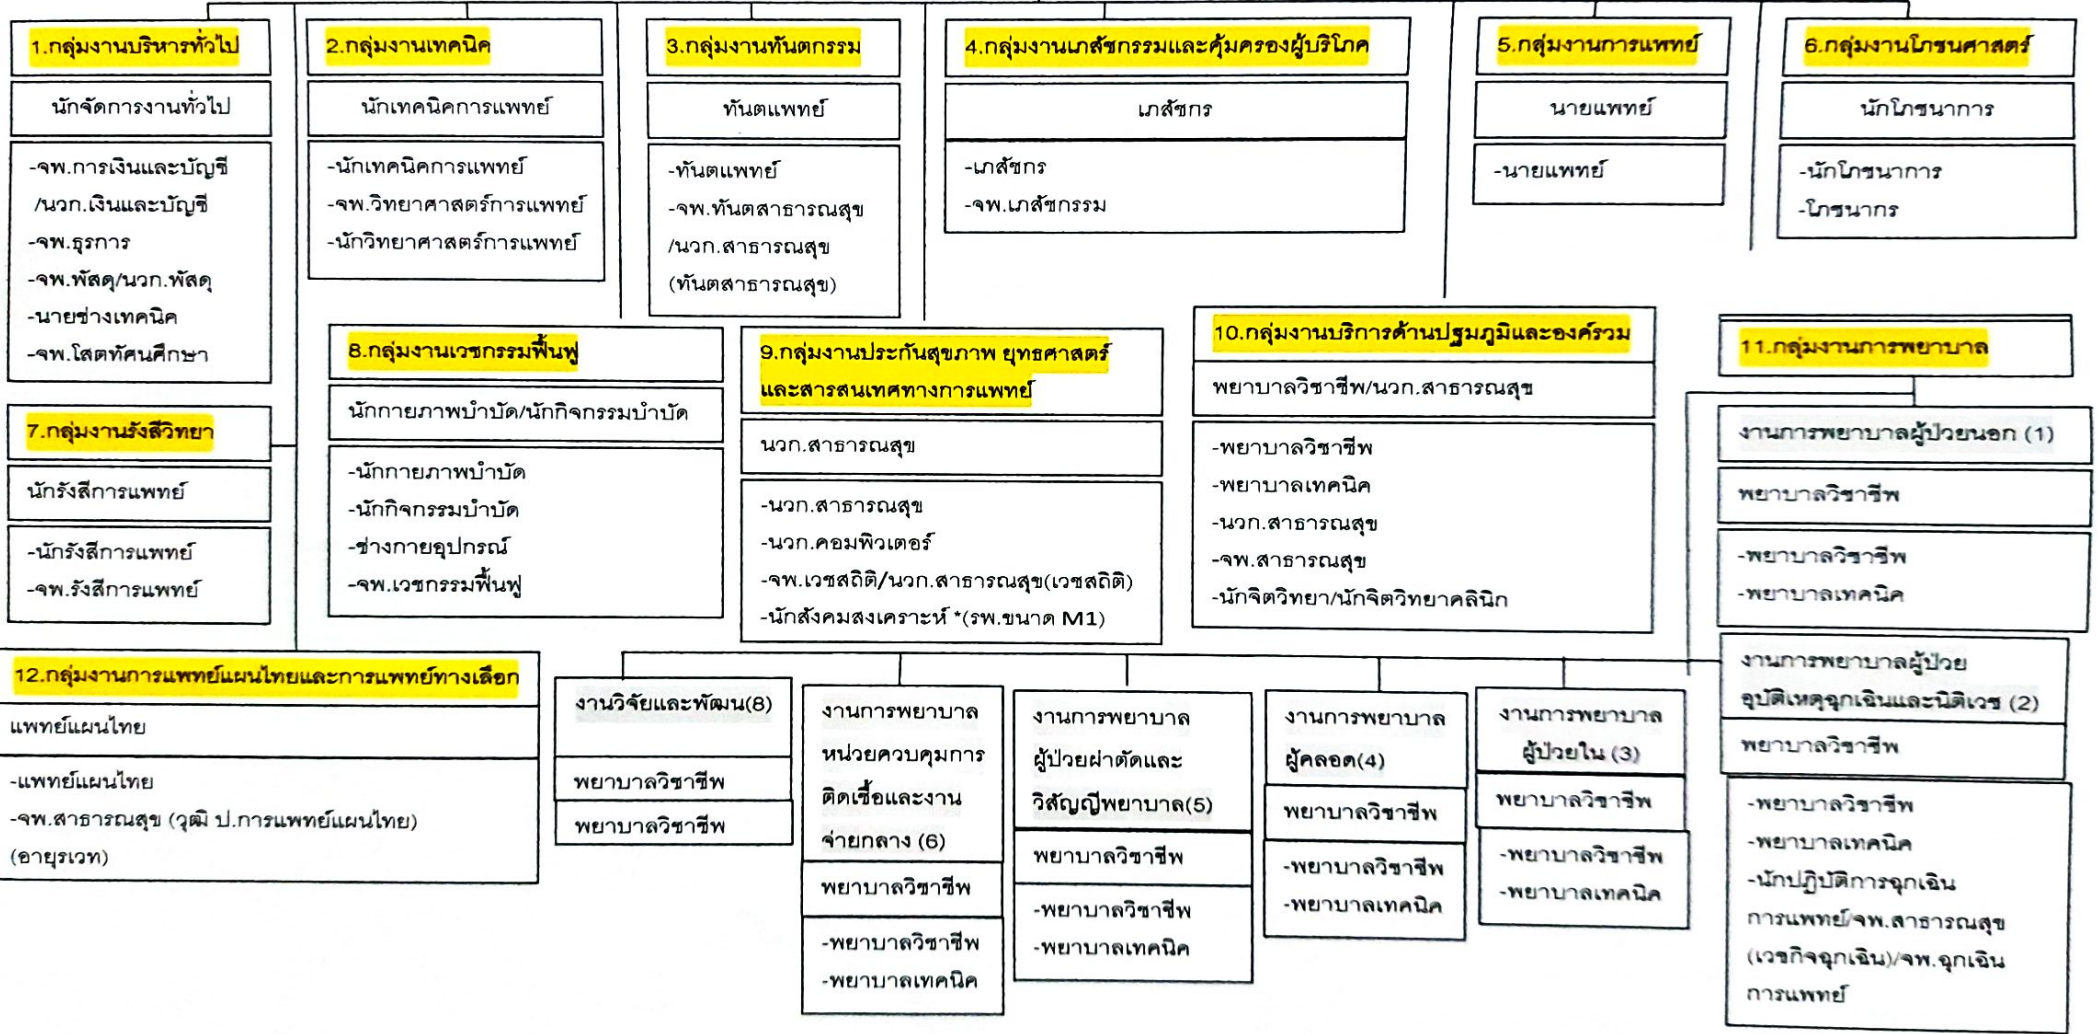 1.กลุ่มงานบริหารทั่วไป
นักจัดการงานทั่วไป
-จพ.การเงินและบัญชี
/นวก.เงินและบัญชี
-จพ.ธุรการ
-จพ.พัสดุ/นวก.พัสดุ
-นายช่างเทคนิค
-จพ.โสตทัศนศึกษา
2.กลุ่มงานเทคนิค
นักเทคนิคการแพทย์
-นักเทคนิคการแพทย์
-จพ.วิทยาศาสตร์การแพทย์
-นักวิทยาศาสตร์การแพทย์
3.กลุ่มงานทันตกรรม
ทันตแพทย์
-ทันตแพทย์
-จพ.ทันตสาธารณสุข
/นวก.สาธารณสุข
(ทันตสาธารณสุข)
4.กลุ่มงานเภสัชกรรมและคุ้มครองผู้บริโภค
เภสัชกร
-เภสัชกร
-จพ.เภสัชกรรม
5.กลุ่มงานการแพทย์
นายแพทย์
-นายแพทย์
6.กลุ่มงานโภชนศาสตร์
นักโภชนาการ
-นักโภชนาการ
-โภชนากร
7.กลุ่มงานรังสีวิทยา
นักรังสีการแพทย์
-นักรังสีการแพทย์
-จพ.รังสีการแพทย์
8.กลุ่มงานเวชกรรมฟื้นฟู
นักกายภาพบำบัด/นักกิจกรรมบำบัด
-นักกายภาพบำบัด
-นักกิจกรรมบำบัด
-ช่างกายอุปกรณ์
-จพ.เวชกรรมฟื้นฟู
9.กลุ่มงานประกันสุขภาพ ยุทธศาสตร์
และสารสนเทศทางการแพทย์
นวก.สาธารณสุข
-นวก.สาธารณสุข
-นวก.คอมพิวเตอร์
-จพ.เวชสถิติ/นวก.สาธารณสุข(เวชสถิติ)
-นักสังคมสงเคราะห์ *(รพ.ขนาด M1)
10.กลุ่มงานบริการด้านปฐมภูมิและองค์รวม
พยาบาลวิชาชีพ/นวก.สาธารณสุข
-พยาบาลวิชาชีพ
-พยาบาลเทคนิค
-นวก.สาธารณสุข
-จพ.สาธารณสุข
-นักจิตวิทยา/นักจิตวิทยาคลินิก
11.กลุ่มงานการพยาบาล
งานการพยาบาลผู้ป่วยนอก (1)
พยาบาลวิชาชีพ
-พยาบาลวิชาชีพ
-พยาบาลเทคนิค
งานการพยาบาลผู้ป่วย
อุบัติเหตุฉุกเฉินและนิติเวช (2)
พยาบาลวิชาชีพ
-พยาบาลวิชาชีพ
-พยาบาลเทคนิค
-นักปฏิบัติการฉุกเฉิน
การแพทย์/จพ.สาธารณสุข
(เวชกิจฉุกเฉิน)/จพ.ฉุกเฉิน
การแพทย์
12.กลุ่มงานการแพทย์แผนไทยและการแพทย์ทางเลือก
แพทย์แผนไทย
-แพทย์แผนไทย
-จพ.สาธารณสุข (วุฒิ ป.การแพทย์แผนไทย)
(อายุรเวท)
งานวิจัยและพัฒน(8)
พยาบาลวิชาชีพ
พยาบาลวิชาชีพ
งานการพยาบาล
หน่วยควบคุมการ
ติดเชื้อและงาน
จ่ายกลาง (6)
พยาบาลวิชาชีพ
-พยาบาลวิชาชีพ
-พยาบาลเทคนิค
งานการพยาบาล
ผู้ป่วยฝาตัดและ
วิสัญญีพยาบาล(5)
พยาบาลวิชาชีพ
-พยาบาลวิชาชีพ
-พยาบาลเทคนิค
งานการพยาบาล
ผู้คลอด(4)
พยาบาลวิชาชีพ
-พยาบาลวิชาชีพ
-พยาบาลเทคนิค
งานการพยาบาล
ผู้ป่วยใน (3)
พยาบาลวิชาชีพ
-พยาบาลวิชาชีพ
-พยาบาลเทคนิค